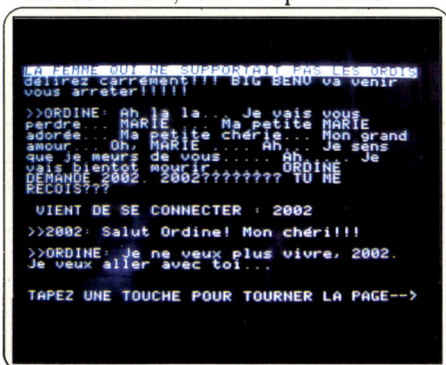 LA FEMME QUI NE SUPPORTAIT PAS LES ORDIS
délirez carrément!!! BIG BENV va venir
vous arreter!!!!!
>>ORDINE: Ah la la... Je vais vous
perdre... MARIE ... Ma petite MARIE
adorée... Ma petite chérie... Mon grand
amour... Oh, MARIE..... Ah... Je sens
que je meurs de vous..... Ah..... Je
vais bientot mourir ORDINE
DEMANDE 2002. 2002???????? TU ME
RECOIS???
VIENT DE SE CONNECTER : 2002
>>2002: Salut Ordine! Mon chéri!!!
>>ORDINE: Je ne veux plus vivre, 2002.
Je veux aller avec toi...
TAPEZ UNE TOUCHE POUR TOURNER LA PAGE-->